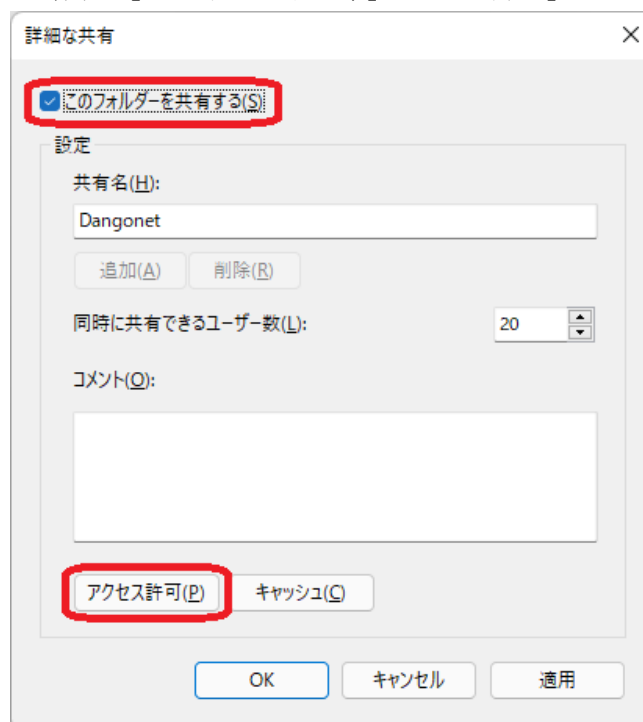 詳細な共有
このフォルダーを共有する(S)
設定
共有名(H):
Dangonet
追加(A) 削除(R)
同時に共有できるユーザー数(L): 20
コメント(O):
アクセス許可(P) キャッシュ(C)
OK キャンセル 適用